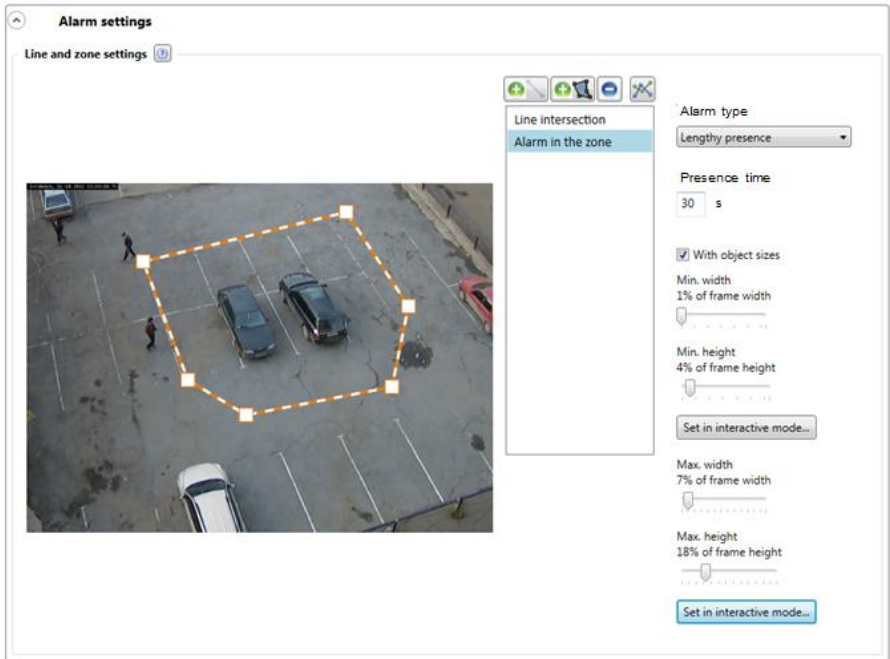 Alarm settings
Line and zone settings
Line intersection
Alarm in the zone
Alarm type
Lengthy presence
Presence time
30 s
With object sizes
Min. width
1% of frame width
Min. height
4% of frame height
Set in interactive mode...
Max. width
7% of frame width
Max. height
18% of frame height
Set in interactive mode...